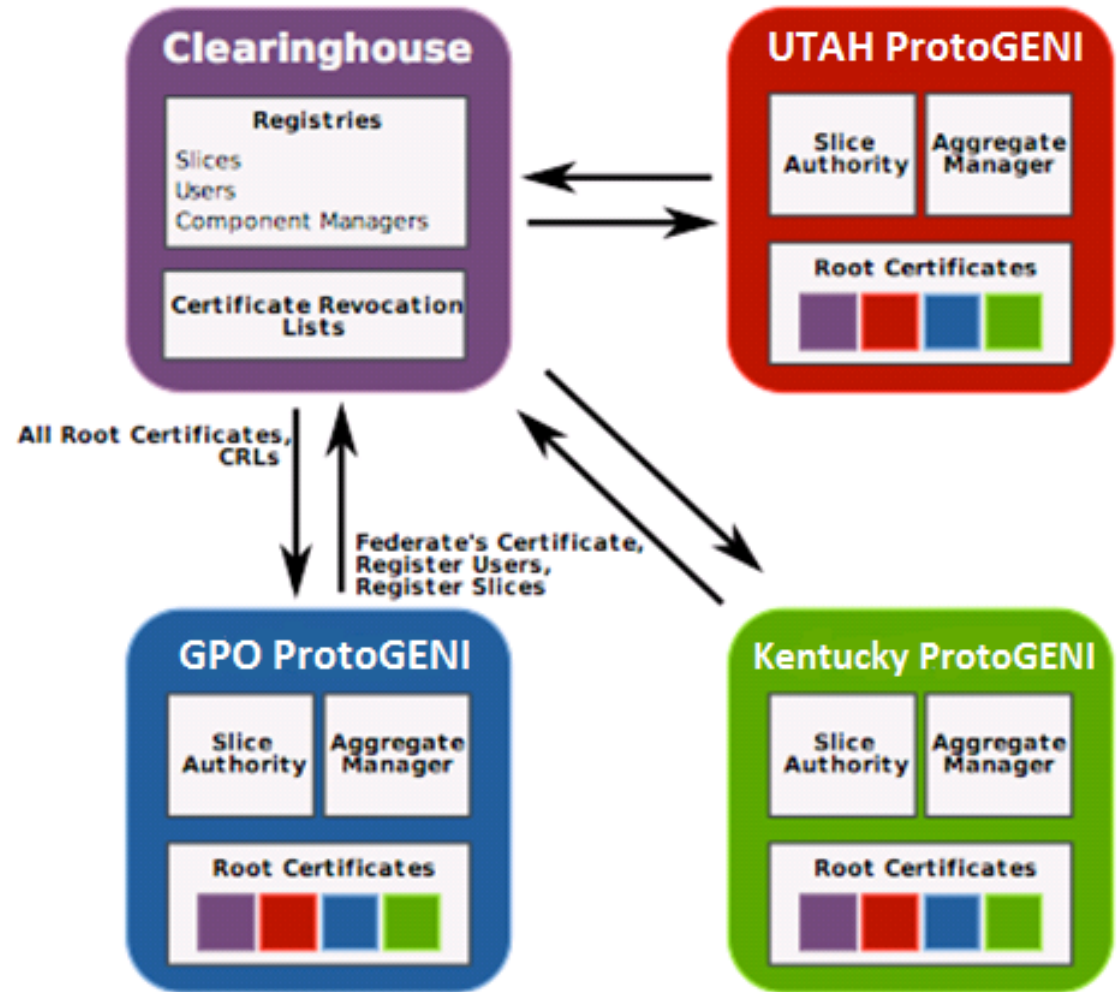 Clearinghouse
Registries
Slices
Users
Component Managers
Certificate Revocation
Lists
UTAH ProtoGENI
Slice
Authority
Aggregate
Manager
Root Certificates
All Root Certificates,
CRLs
Federate's Certificate,
Register Users,
Register Slices
GPO ProtoGENI
Slice
Authority
Aggregate
Manager
Root Certificates
Kentucky ProtoGENI
Slice
Authority
Aggregate
Manager
Root Certificates